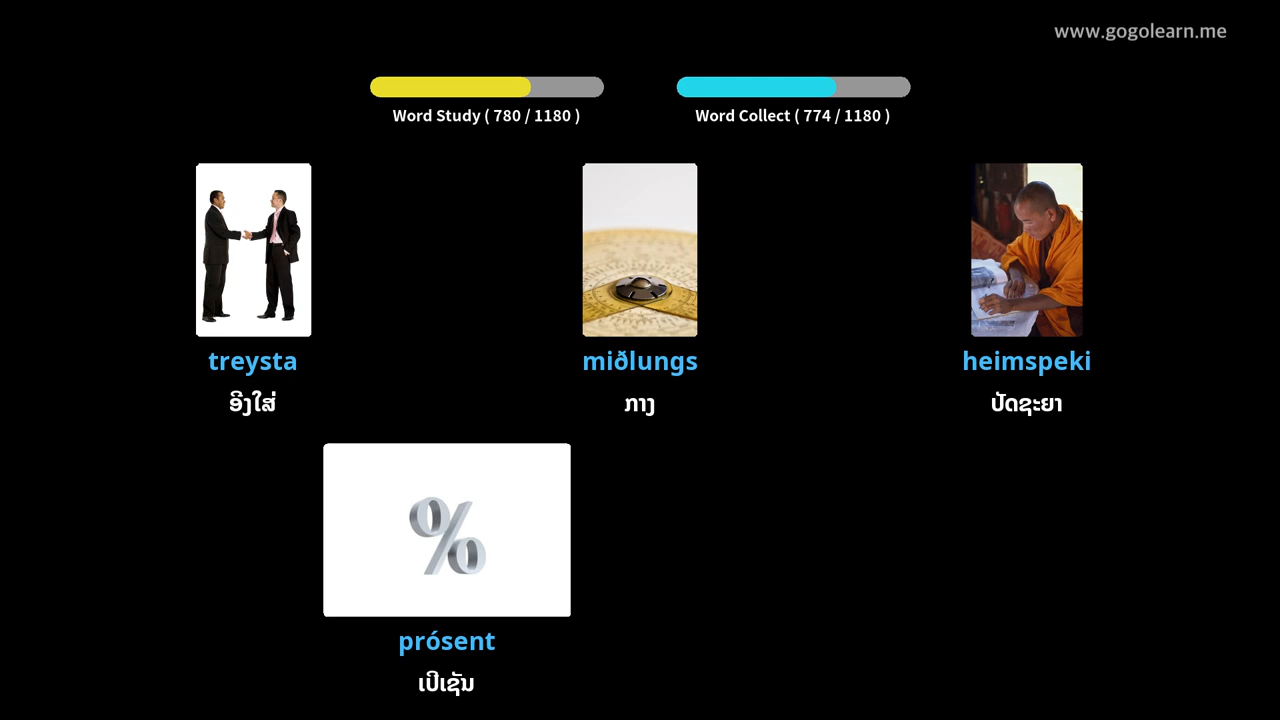 www.gogolearn.me
Word Study ( 780 / 1180 )
Word Collect ( 774 / 1180 )
treysta
ອີງໃສ່
miðlungs
ກາງ
heimspeki
ປັດຊະຍາ
%
prósent
ເປີເຊັນ